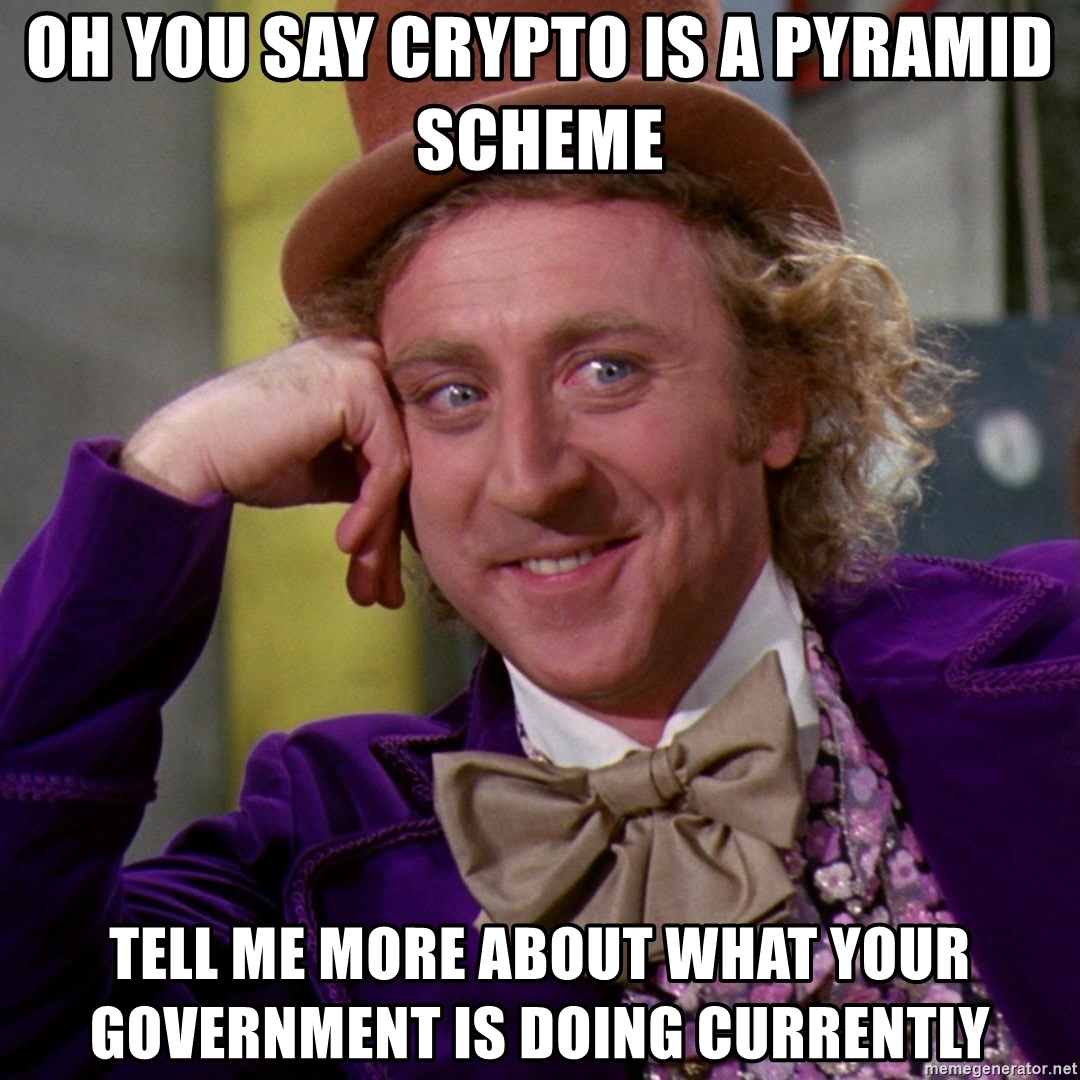 OH YOU SAY CRYPTO IS A PYRAMID
SCHEME
TELL ME MORE ABOUT WHAT YOUR
GOVERNMENT IS DOING CURRENTLY
memegenerator.net